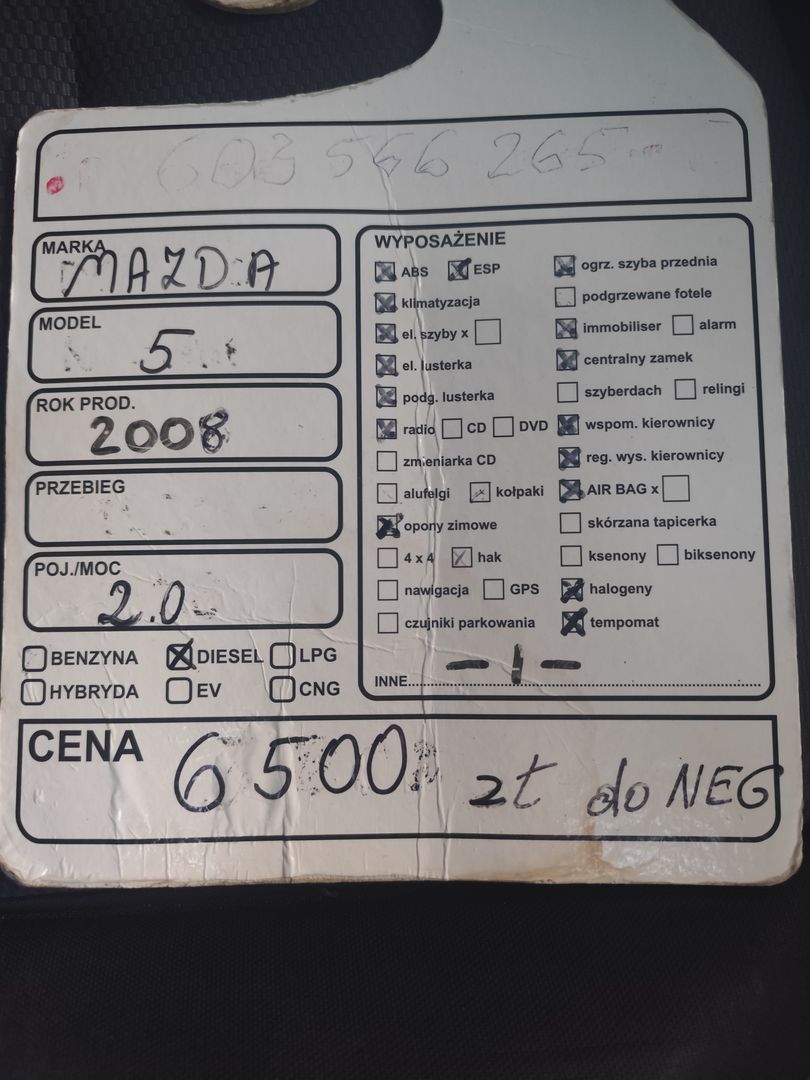 603 566 265
MARKA MAZDA
MODEL 5
ROK PROD. 2008
PRZEBIEG
POJ./MOC 2.0
BENZYNA DIESEL LPG
HYBRYDA EV CNG
WYPOSAŻENIE
ABS ESP
klimatyzacja
el. szyby x
el. lusterka
podg. lusterka
radio CD DVD
zmieniarka CD
alufelgi kołpaki
opony zimowe
4 x 4 hak
nawigacja GPS
czujniki parkowania
ogrz. szyba przednia
podgrzewane fotele
immobiliser alarm
centralny zamek
szyberdach relingi
wspom. kierownicy
reg. wys. kierownicy
AIR BAG x
skórzana tapicerka
ksenony biksenony
halogeny
tempomat
INNE - 1 -
CENA 6500 zł do NEG